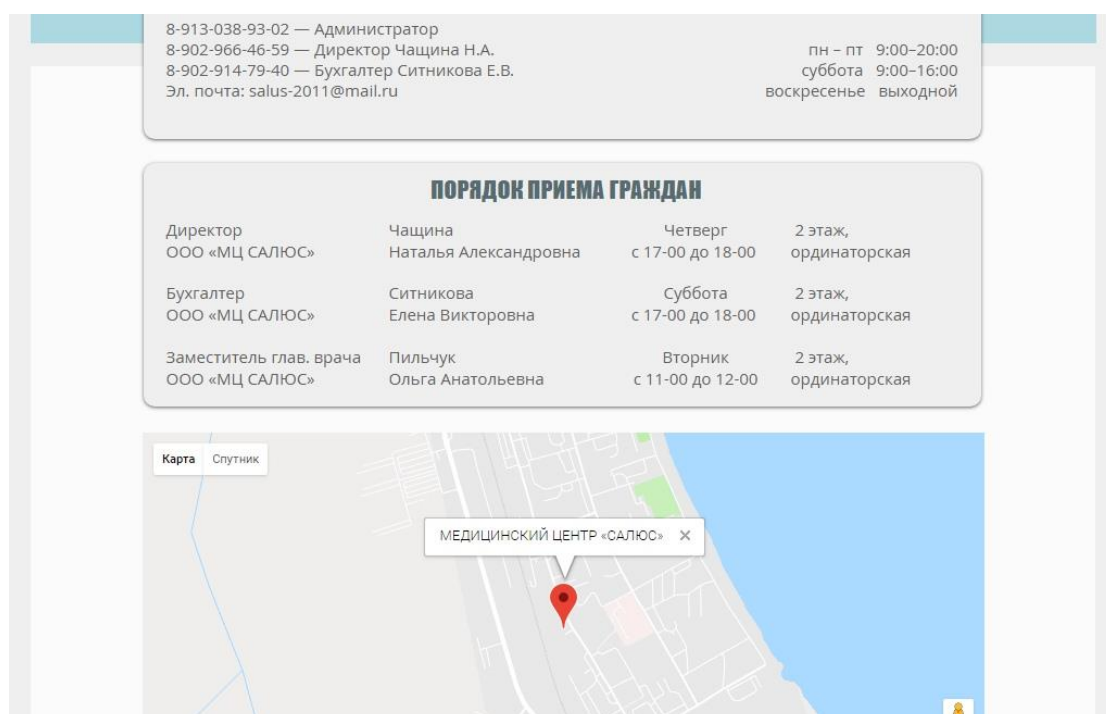 8-913-038-93-02 — Администратор
8-902-966-46-59 — Директор Чащина Н.А.
8-902-914-79-40 — Бухгалтер Ситникова Е.В.
Эл. почта: salus-2011@mail.ru
пн – пт 9:00–20:00
суббота 9:00–16:00
воскресенье выходной
ПОРЯДОК ПРИЕМА ГРАЖДАН
Директор Чащина Четверг 2 этаж,
ООО «МЦ САЛЮС» Наталья Александровна с 17-00 до 18-00 ординаторская
Бухгалтер Ситникова Суббота 2 этаж,
ООО «МЦ САЛЮС» Елена Викторовна с 17-00 до 18-00 ординаторская
Заместитель глав. врача Пильчук Вторник 2 этаж,
ООО «МЦ САЛЮС» Ольга Анатольевна с 11-00 до 12-00 ординаторская
Карта Спутник
МЕДИЦИНСКИЙ ЦЕНТР «САЛЮС»